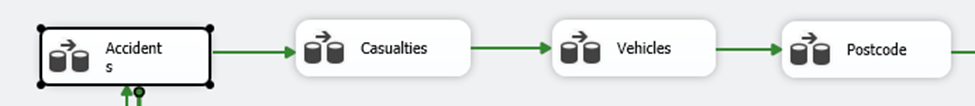 Accident
s
Casualties
Vehicles
Postcode